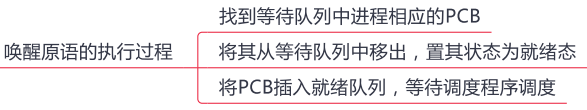 唤醒原语的执行过程
找到等待队列中进程相应的PCB
将其从等待队列中移出，置其状态为就绪态
将PCB插入就绪队列，等待调度程序调度